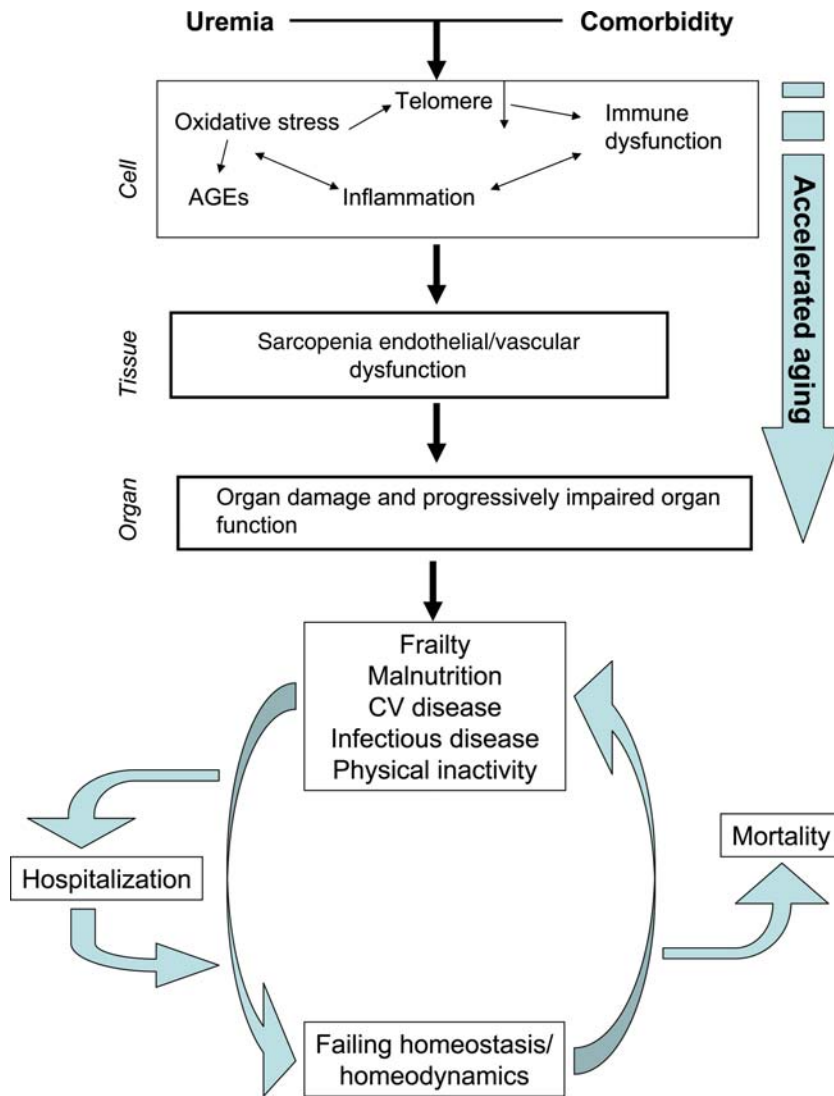 Uremia Comorbidity
Telomere
Oxidative stress
Immune
dysfunction
AGEs
Inflammation
Cell
Accelerated aging
Sarcopenia endothelial/vascular
dysfunction
Tissue
Organ damage and progressively impaired organ
function
Organ
Frailty
Malnutrition
CV disease
Infectious disease
Physical inactivity
Hospitalization
Mortality
Failing homeostasis/
homeodynamics